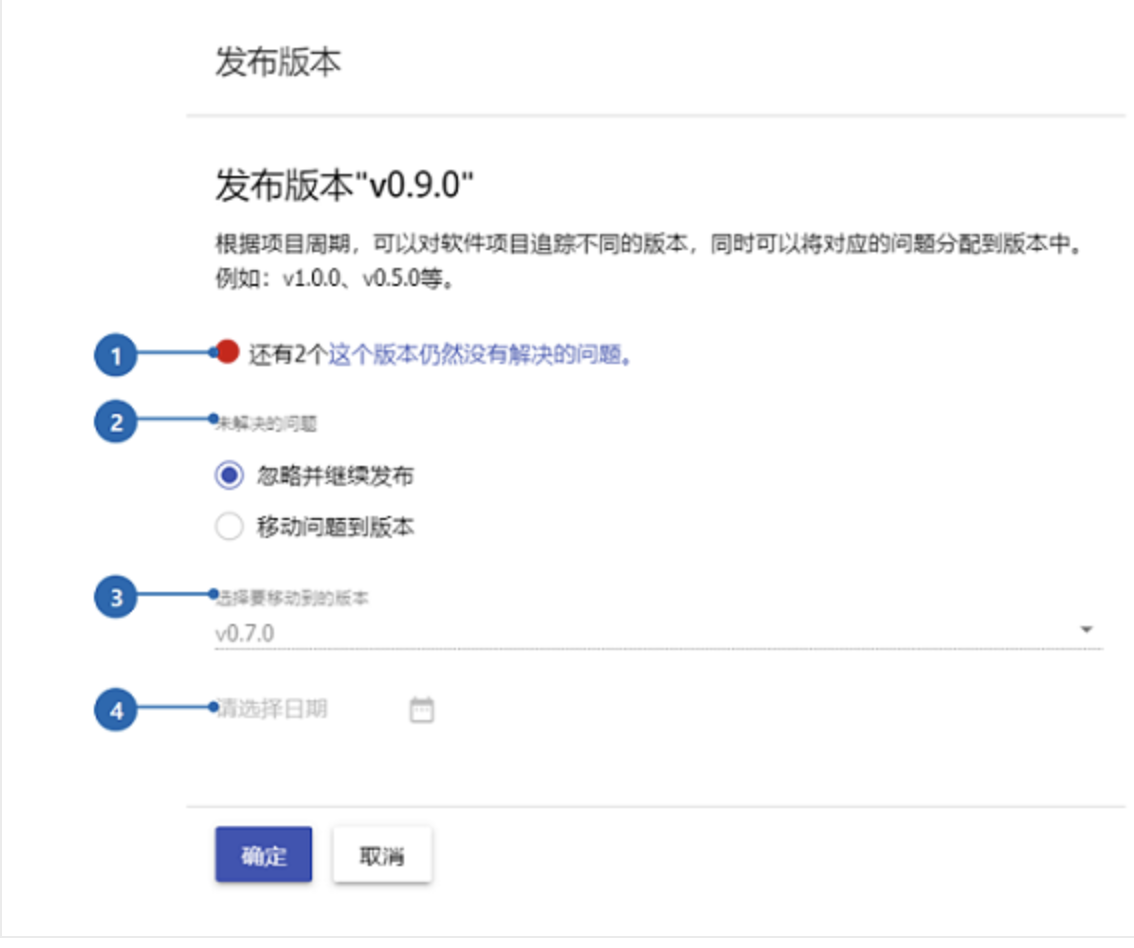 发布版本
发布版本"v0.9.0"
根据项目周期，可以对软件项目追踪不同的版本，同时可以将对应的问题分配到版本中。
例如：v1.0.0、v0.5.0等。
1 还有2个这个版本仍然没有解决的问题。
2 未解决的问题
忽略并继续发布
移动问题到版本
3 选择要移动到的版本
v0.7.0
4 请选择日期
确定 取消